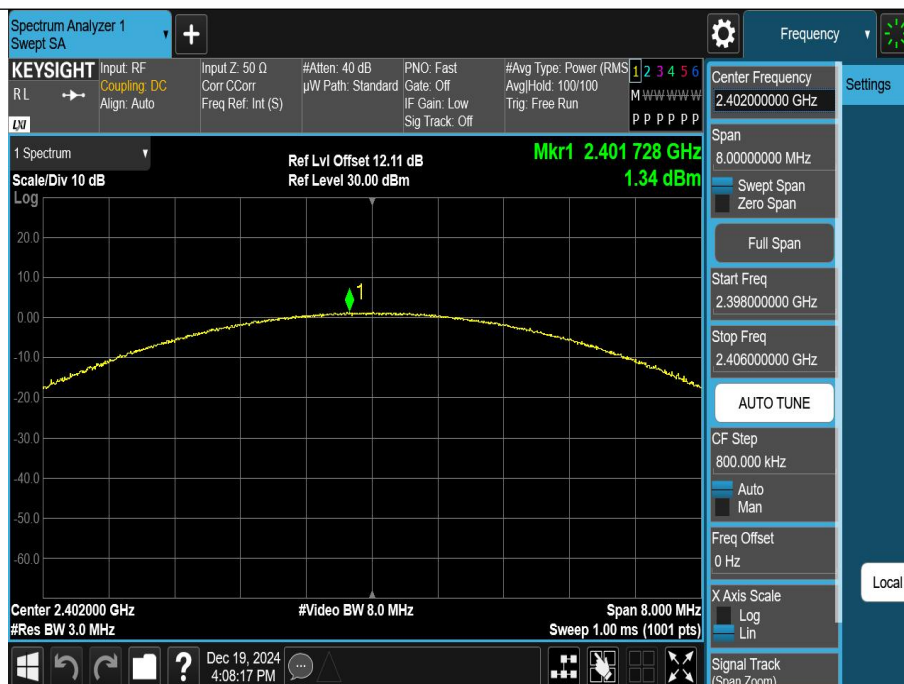 Spectrum Analyzer 1
Swept SA
+
Frequency
KEYSIGHT
R L
LXI
Input: RF
Coupling: DC
Align: Auto
Input Z: 50 Ω
Corr CCorr
Freq Ref: Int (S)
#Atten: 40 dB
µW Path: Standard
PNO: Fast
Gate: Off
IF Gain: Low
Sig Track: Off
#Avg Type: Power (RMS
Avg|Hold: 100/100
Trig: Free Run
1 2 3 4 5 6
M W W W W W
P P P P P P
1 Spectrum
Scale/Div 10 dB
Log
Ref Lvl Offset 12.11 dB
Ref Level 30.00 dBm
Mkr1 2.401 728 GHz
1.34 dBm
20.0
10.0
0.00
-10.0
-20.0
-30.0
-40.0
-50.0
-60.0
1
Center 2.402000 GHz
#Video BW 8.0 MHz
Span 8.000 MHz
#Res BW 3.0 MHz
Sweep 1.00 ms (1001 pts)
?
Dec 19, 2024
4:08:17 PM
Center Frequency
2.402000000 GHz
Span
8.00000000 MHz
Swept Span
Zero Span
Full Span
Start Freq
2.398000000 GHz
Stop Freq
2.406000000 GHz
AUTO TUNE
CF Step
800.000 kHz
Auto
Man
Freq Offset
0 Hz
X Axis Scale
Log
Lin
Signal Track
(Span Zoom)
Settings
Local